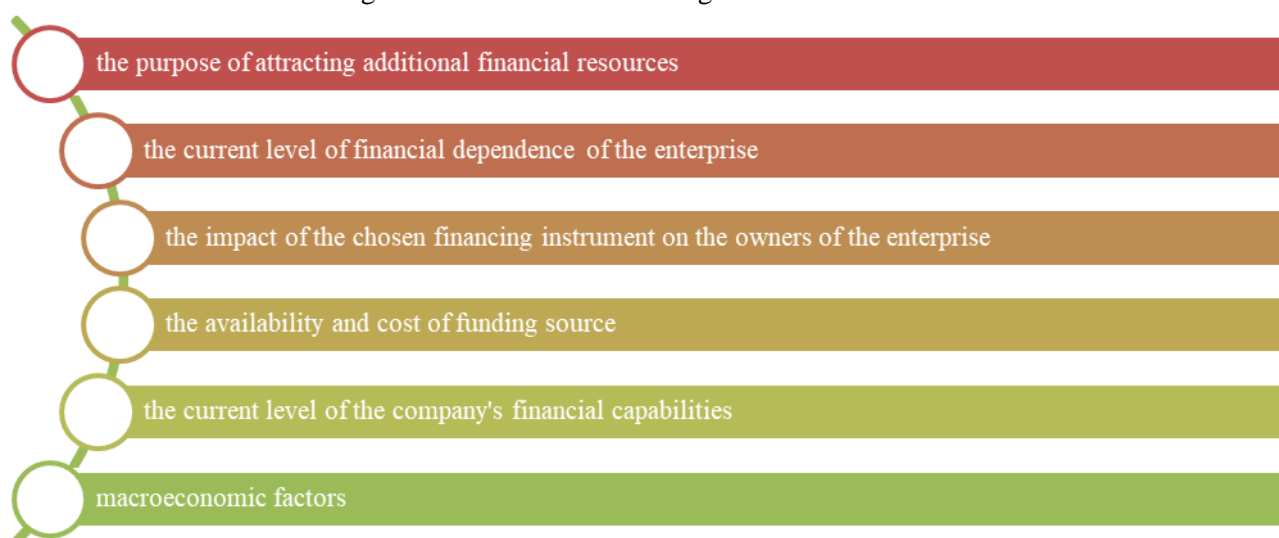 the purpose of attracting additional financial resources
the current level of financial dependence of the enterprise
the impact of the chosen financing instrument on the owners of the enterprise
the availability and cost of funding source
the current level of the company's financial capabilities
macroeconomic factors